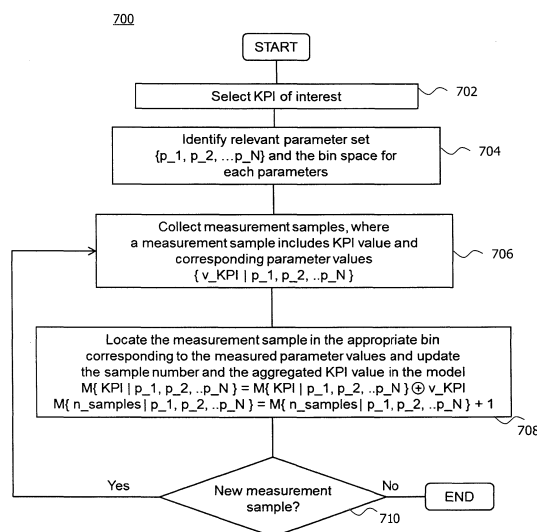 700
START
Select KPI of interest
702
Identify relevant parameter set
{p_1, p_2, ...p_N} and the bin space for
each parameters
704
Collect measurement samples, where
a measurement sample includes KPI value and
corresponding parameter values
{ v_KPI | p_1, p_2, ..p_N }
706
Locate the measurement sample in the appropriate bin
corresponding to the measured parameter values and update
the sample number and the aggregated KPI value in the model
M{ KPI | p_1, p_2, ..p_N } = M{ KPI | p_1, p_2, ..p_N } ⊕ v_KPI
M{ n_samples | p_1, p_2, ..p_N } = M{ n_samples | p_1, p_2, ..p_N } + 1
708
Yes
New measurement
sample?
No
END
710